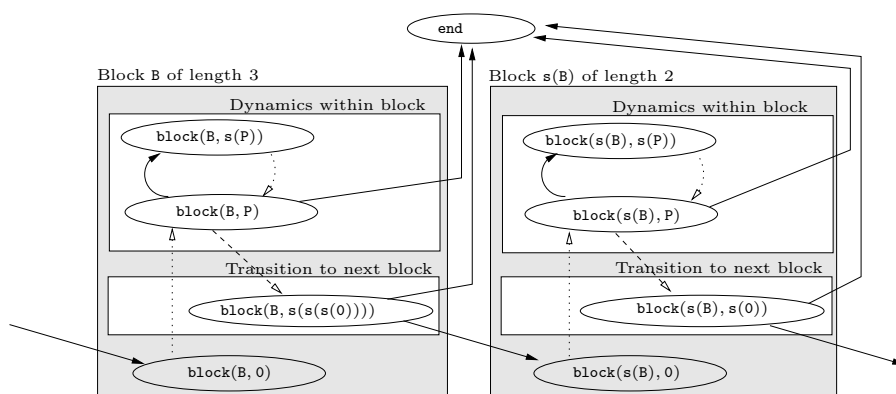 end
Block B of length 3
Block s(B) of length 2
Dynamics within block
Dynamics within block
block(B, s(P))
block(s(B), s(P))
block(B, P)
block(s(B), P)
Transition to next block
Transition to next block
block(B, s(s(s(0))))
block(s(B), s(0))
block(B, 0)
block(s(B), 0)